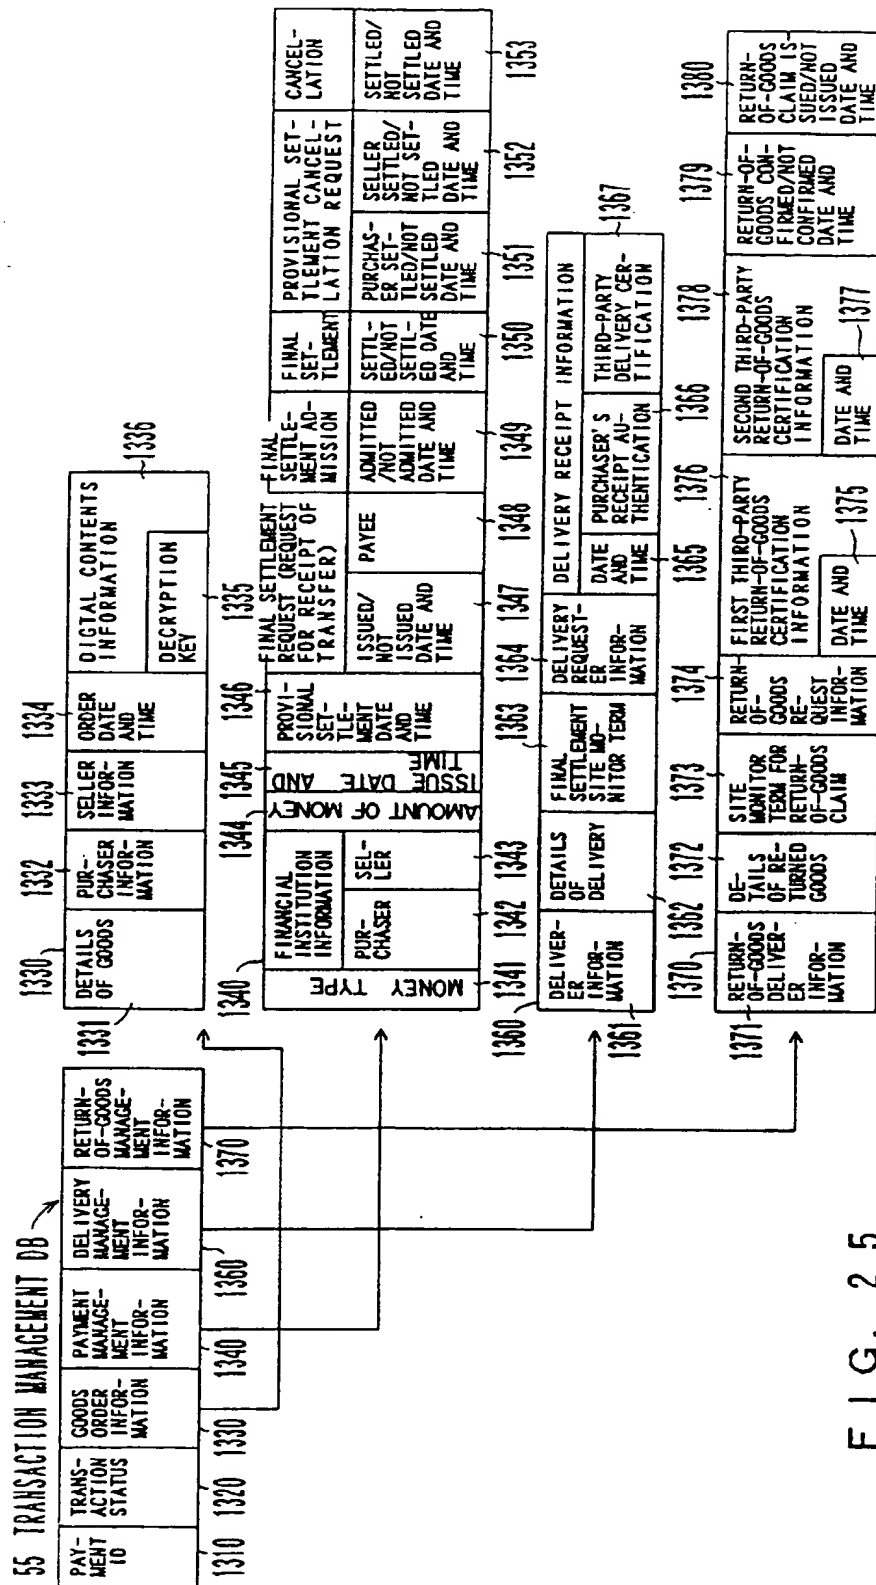 55 TRANSACTION MANAGEMENT DB
PAY-
MENT
ID
TRANS-
ACTION
STATUS
GOODS
ORDER
INFOR-
MATION
PAYMENT
MANAGE-
MENT
INFOR-
MATION
DELIVERY
MANAGE-
MENT
INFOR-
MATION
RETURN-
OF-GOODS
MANAGE-
MENT
INFOR-
MATION
1310
1320
1330
1340
1360
1370
1330
1332
1333
1334
DETAILS
OF GOODS
PUR-
CHASER
INFOR-
MATION
SELLER
INFOR-
MATION
ORDER
DATE
AND
TIME
DIGTAL CONTENTS
INFORMATION
DECRYPTION
KEY
1331
1335
1336
1340
1344
1345
1346
MONEY TYPE
FINANCIAL
INSTITUTION
INFORMATION
PUR-
CHASER
SEL-
LER
AMOUNT OF MONEY
ISSUE DATE AND
TIME
PROVI-
SIONAL
SET-
TLE-
MENT
DATE
AND
TIME
FINAL SETTLEMENT
REQUEST (REQUEST
FOR RECEIPT OF
TRANSFER)
ISSUED/
NOT
ISSUED
DATE AND
TIME
PAYEE
FINAL
SETTLE-
MENT AD-
MISSION
ADMITTED
/NOT
ADMITTED
DATE AND
TIME
FINAL
SET-
TLEMENT
SETTL-
ED/NOT
SETTL-
ED DATE
AND
TIME
PROVISIONAL SET-
TLEMENT CANCEL-
LATION REQUEST
PURCHAS-
ER SET-
TLED/NOT
SETTLED
DATE AND
TIME
SELLER
SETTLED/
NOT SET-
TLED
DATE AND
TIME
CANCEL-
LATION
SETTLED/
NOT
SETTLED
DATE AND
TIME
1341
1342
1343
1347
1348
1349
1350
1351
1352
1353
1360
1363
1364
DELIVER-
ER
INFOR-
MATION
DETAILS
OF
DELIVERY
FINAL
SETTLEMENT
SITE MO-
NITOR TERM
DELIVERY
REQUEST-
ER
INFOR-
MATION
DELIVERY RECEIPT INFORMATION
DATE
AND
TIME
PURCHASER'S
RECEIPT AU-
THENTICATION
THIRD-PARTY
DELIVERY CER-
TIFICATION
1361
1362
1365
1366
1367
1370
1372
1373
1374
1376
1378
1379
1380
RETURN-
OF-GOODS
DELIVER-
ER INFOR-
MATION
DE-
TAILS
OF RE-
TURNED
GOODS
SITE
MONITOR
TERM FOR
RETURN-
OF-GOODS
CLAIM
RETURN-
OF-
GOODS
RE-
QUEST
INFOR-
MATION
FIRST THIRD-PARTY
RETURN-OF-GOODS
CERTIFICATION
INFORMATION
DATE AND
TIME
1375
SECOND THIRD-PARTY
RETURN-OF-GOODS
CERTIFICATION
INFORMATION
DATE AND
TIME
1377
RETURN-OF-
GOODS CON-
FIRMED/NOT
CONFIRMED
DATE AND
TIME
RETURN-
OF-GOODS
CLAIM IS-
SUED/NOT
ISSUED
DATE AND
TIME
1371
FIG. 25